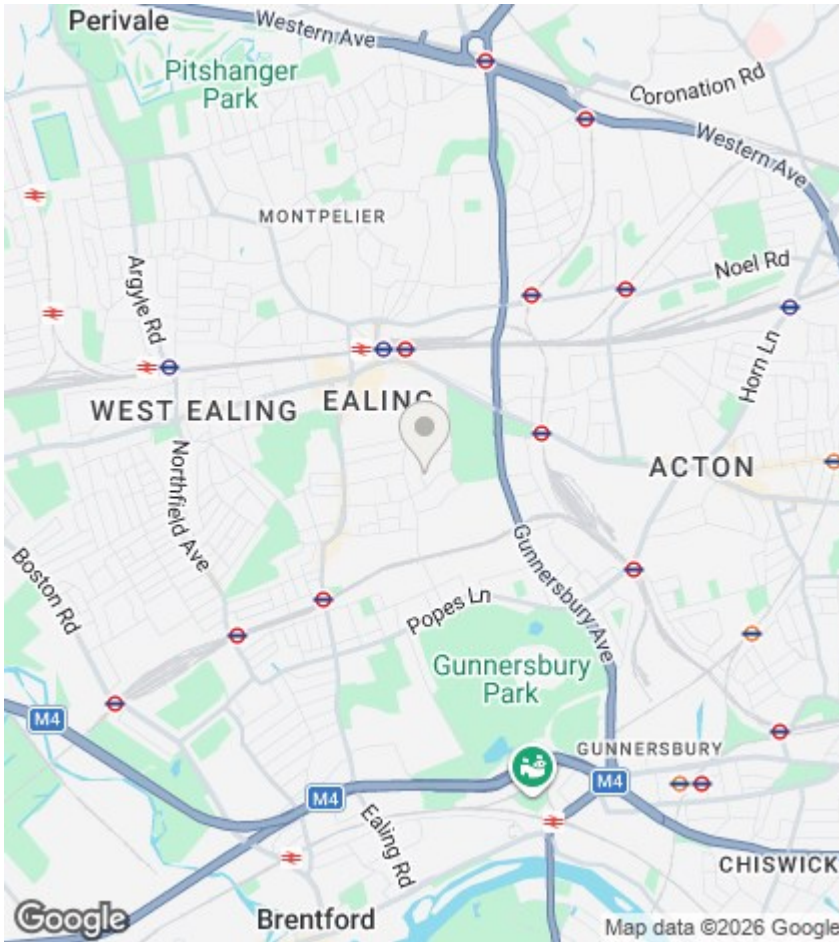 Perivale
Western Ave
Pitshanger
Park
Coronation Rd
Western Ave
MONTPELIER
Argyle Rd
Noel Rd
Horn Ln
WEST EALING
EALING
ACTON
Northfield Ave
Boston Rd
Gunnersbury Ave
Popes Ln
Gunnersbury
Park
M4
GUNNERSBURY
M4
M4
Ealing Rd
CHISWICK
Google
Brentford
Map data ©2026 Google